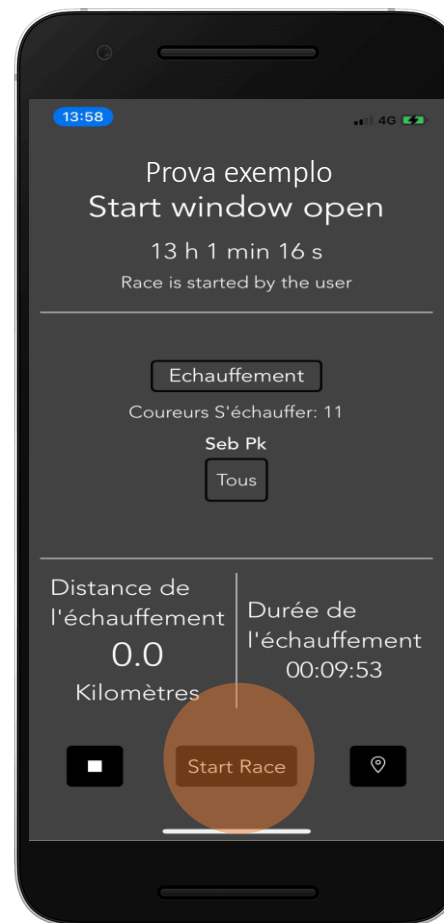 13:58
4G
Prova exemplo
Start window open
13 h 1 min 16 s
Race is started by the user
Echauffement
Coureurs S'échauffer: 11
Seb Pk
Tous
Distance de
l'échauffement
0.0
Kilomètres
Durée de
l'échauffement
00:09:53
Start Race